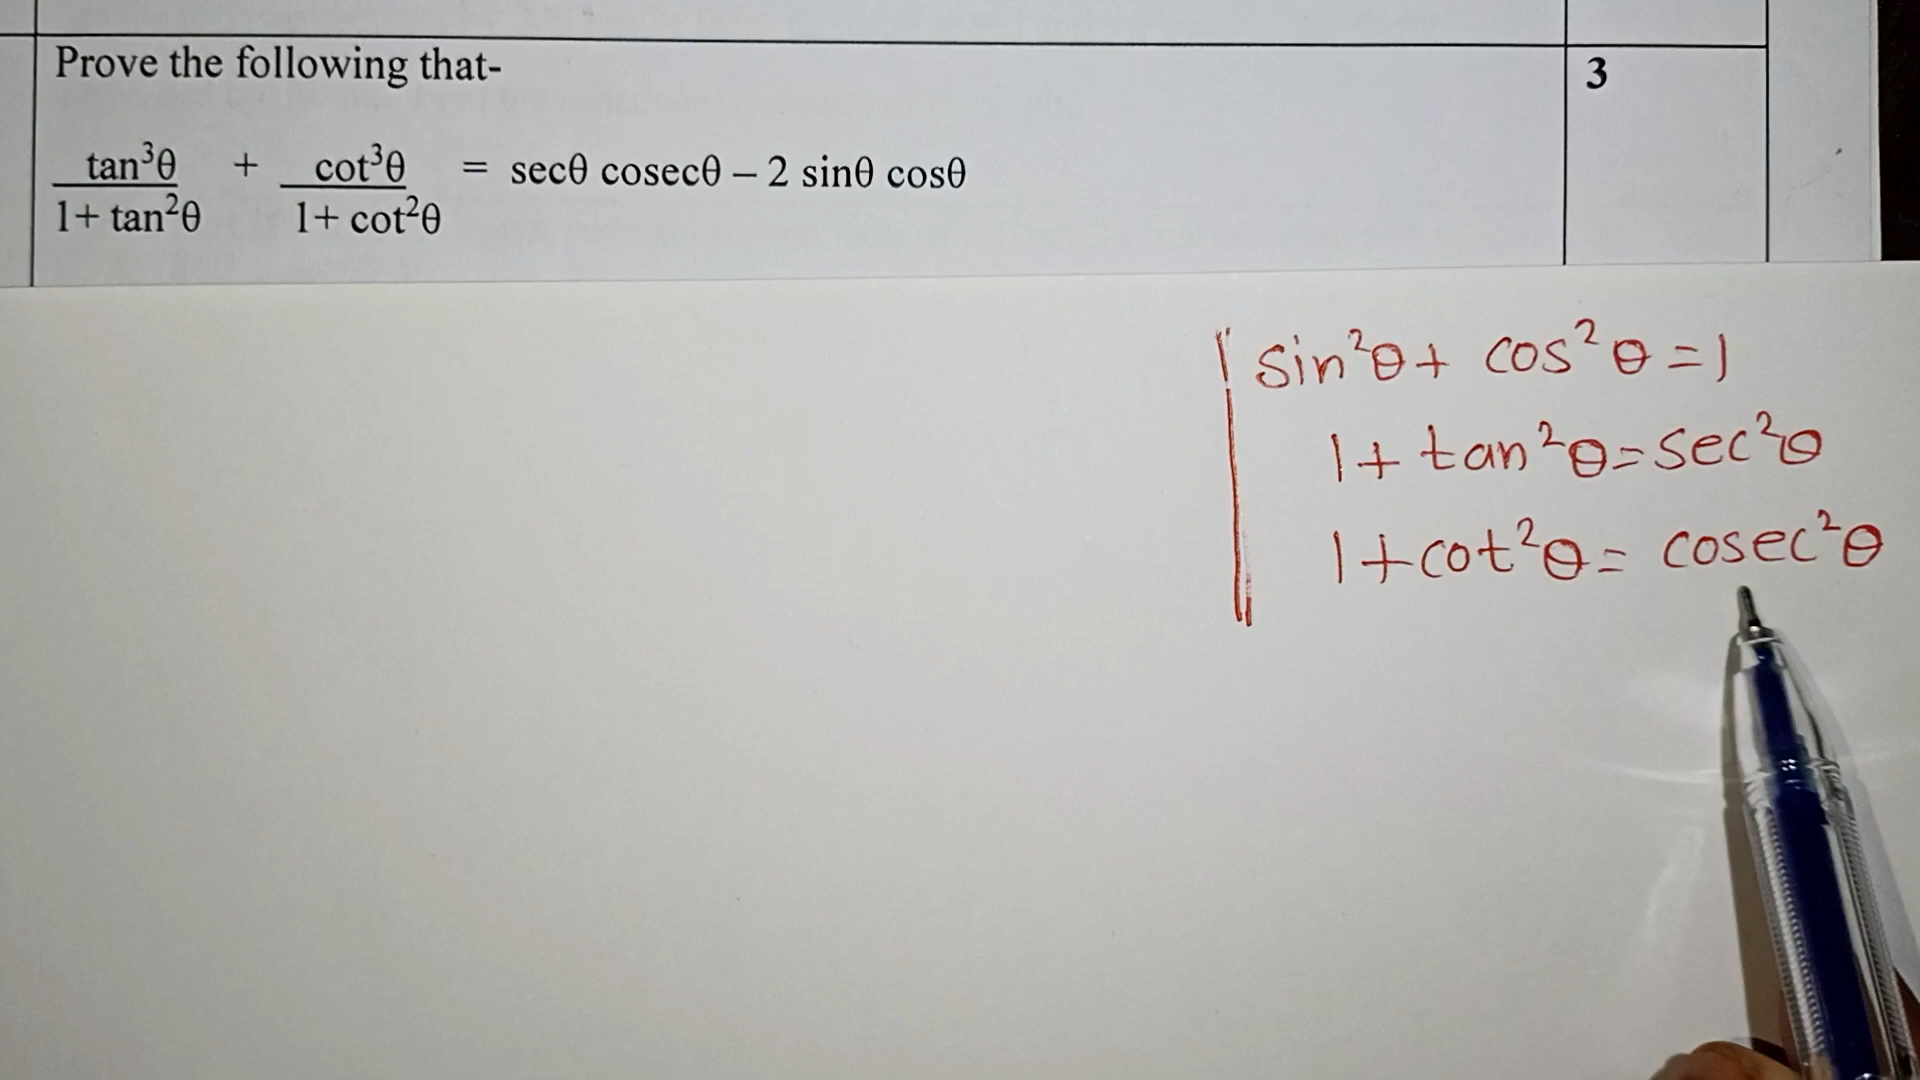 Prove the following that-
3
tan³θ + cot³θ = secθ cosecθ – 2 sinθ cosθ
1+ tan²θ 1+ cot²θ
sin²θ + cos²θ = 1
1 + tan²θ = sec²θ
1 + cot²θ = cosec²θ